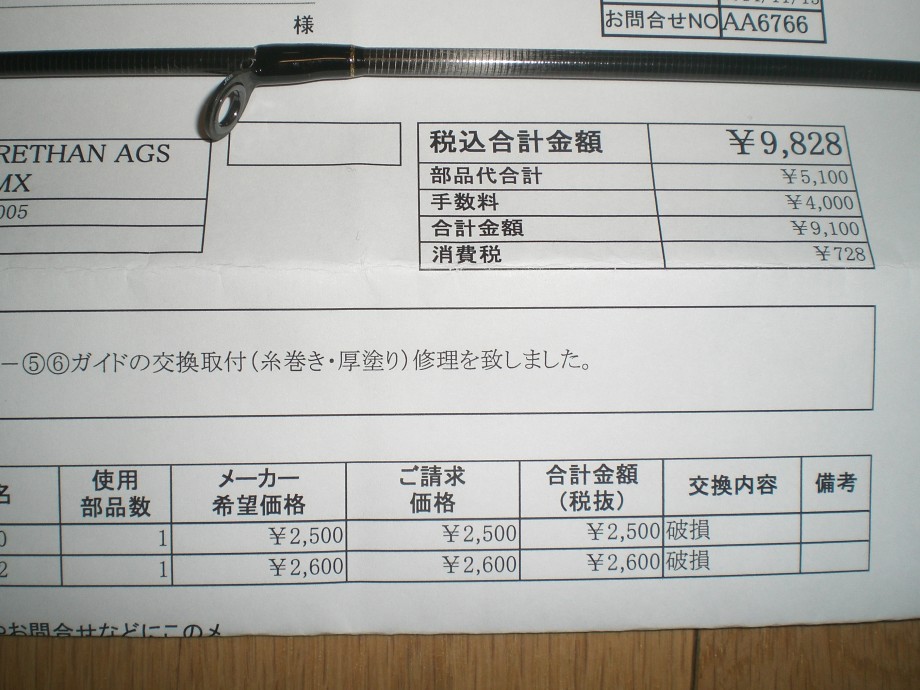 様
お問合せNO AA6766
RETHAN AGS
MX
005
税込合計金額 ￥9,828
部品代合計 ￥5,100
手数料 ￥4,000
合計金額 ￥9,100
消費税 ￥728
－⑤⑥ガイドの交換取付（糸巻き・厚塗り）修理を致しました。
名 使用部品数 メーカー希望価格 ご請求価格 合計金額（税抜） 交換内容 備考
0 1 ￥2,500 ￥2,500 ￥2,500 破損
2 1 ￥2,600 ￥2,600 ￥2,600 破損
お問合せなどにこのメ